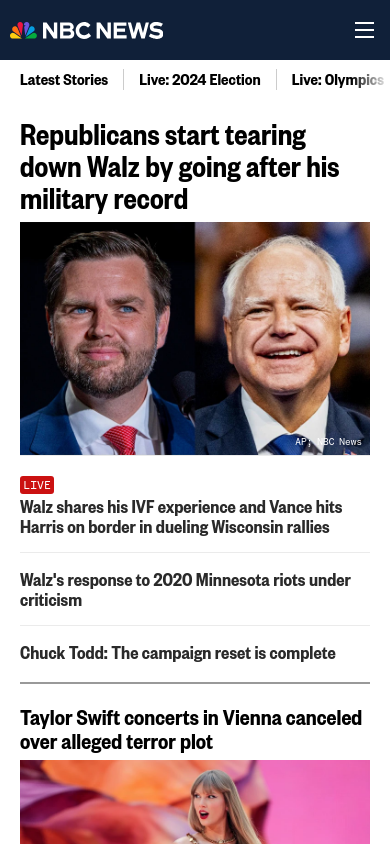 NBC NEWS
Latest Stories
Live: 2024 Election
Live: Olympics
Republicans start tearing
down Walz by going after his
military record
AP; NBC News
LIVE
Walz shares his IVF experience and Vance hits
Harris on border in dueling Wisconsin rallies
Walz's response to 2020 Minnesota riots under
criticism
Chuck Todd: The campaign reset is complete
Taylor Swift concerts in Vienna canceled
over alleged terror plot